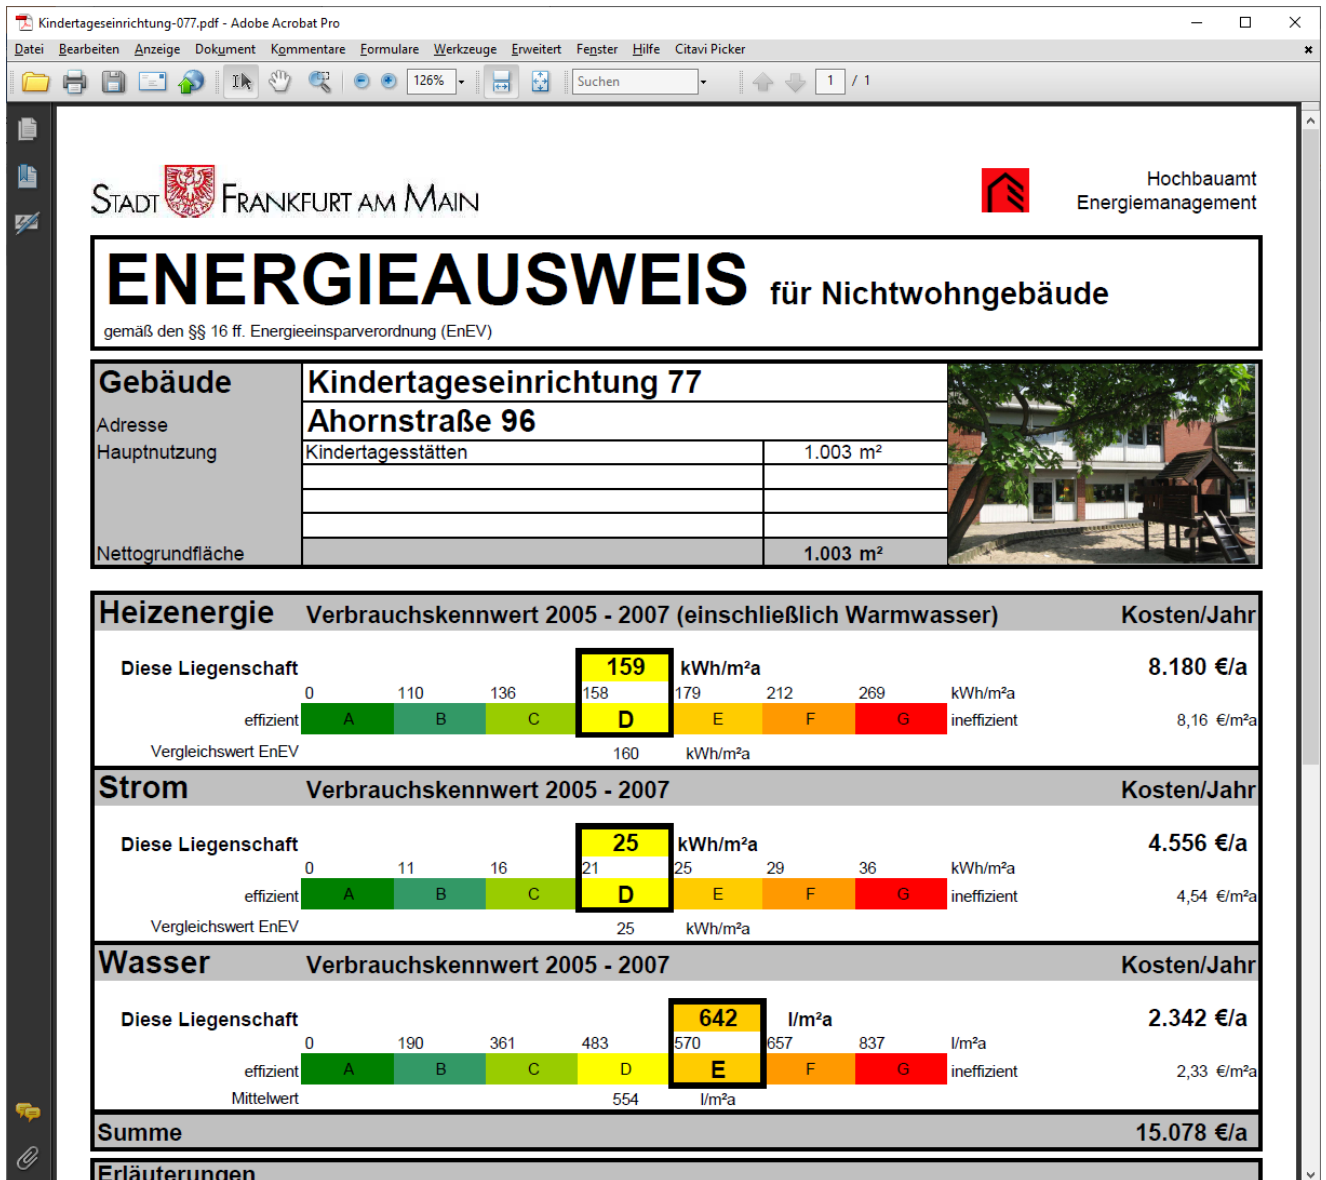 Kindertageseinrichtung-077.pdf - Adobe Acrobat Pro
Datei Bearbeiten Anzeige Dokument Kommentare Formulare Werkzeuge Erweitert Fenster Hilfe Citavi Picker
126% Suchen 1 / 1
STADT FRANKFURT AM MAIN
Hochbauamt
Energiemanagement
ENERGIEAUSWEIS für Nichtwohngebäude
gemäß den §§ 16 ff. Energieeinsparverordnung (EnEV)
Gebäude Kindertageseinrichtung 77
Adresse Ahornstraße 96
Hauptnutzung Kindertagesstätten 1.003 m²
Nettogrundfläche 1.003 m²
Heizenergie Verbrauchskennwert 2005 - 2007 (einschließlich Warmwasser) Kosten/Jahr
Diese Liegenschaft 159 kWh/m²a 8.180 €/a
0 110 136 158 179 212 269 kWh/m²a
effizient A B C D E F G ineffizient 8,16 €/m²a
Vergleichswert EnEV 160 kWh/m²a
Strom Verbrauchskennwert 2005 - 2007 Kosten/Jahr
Diese Liegenschaft 25 kWh/m²a 4.556 €/a
0 11 16 21 25 29 36 kWh/m²a
effizient A B C D E F G ineffizient 4,54 €/m²a
Vergleichswert EnEV 25 kWh/m²a
Wasser Verbrauchskennwert 2005 - 2007 Kosten/Jahr
Diese Liegenschaft 642 l/m²a 2.342 €/a
0 190 361 483 570 657 837 l/m²a
effizient A B C D E F G ineffizient 2,33 €/m²a
Mittelwert 554 l/m²a
Summe 15.078 €/a
Erläuterungen